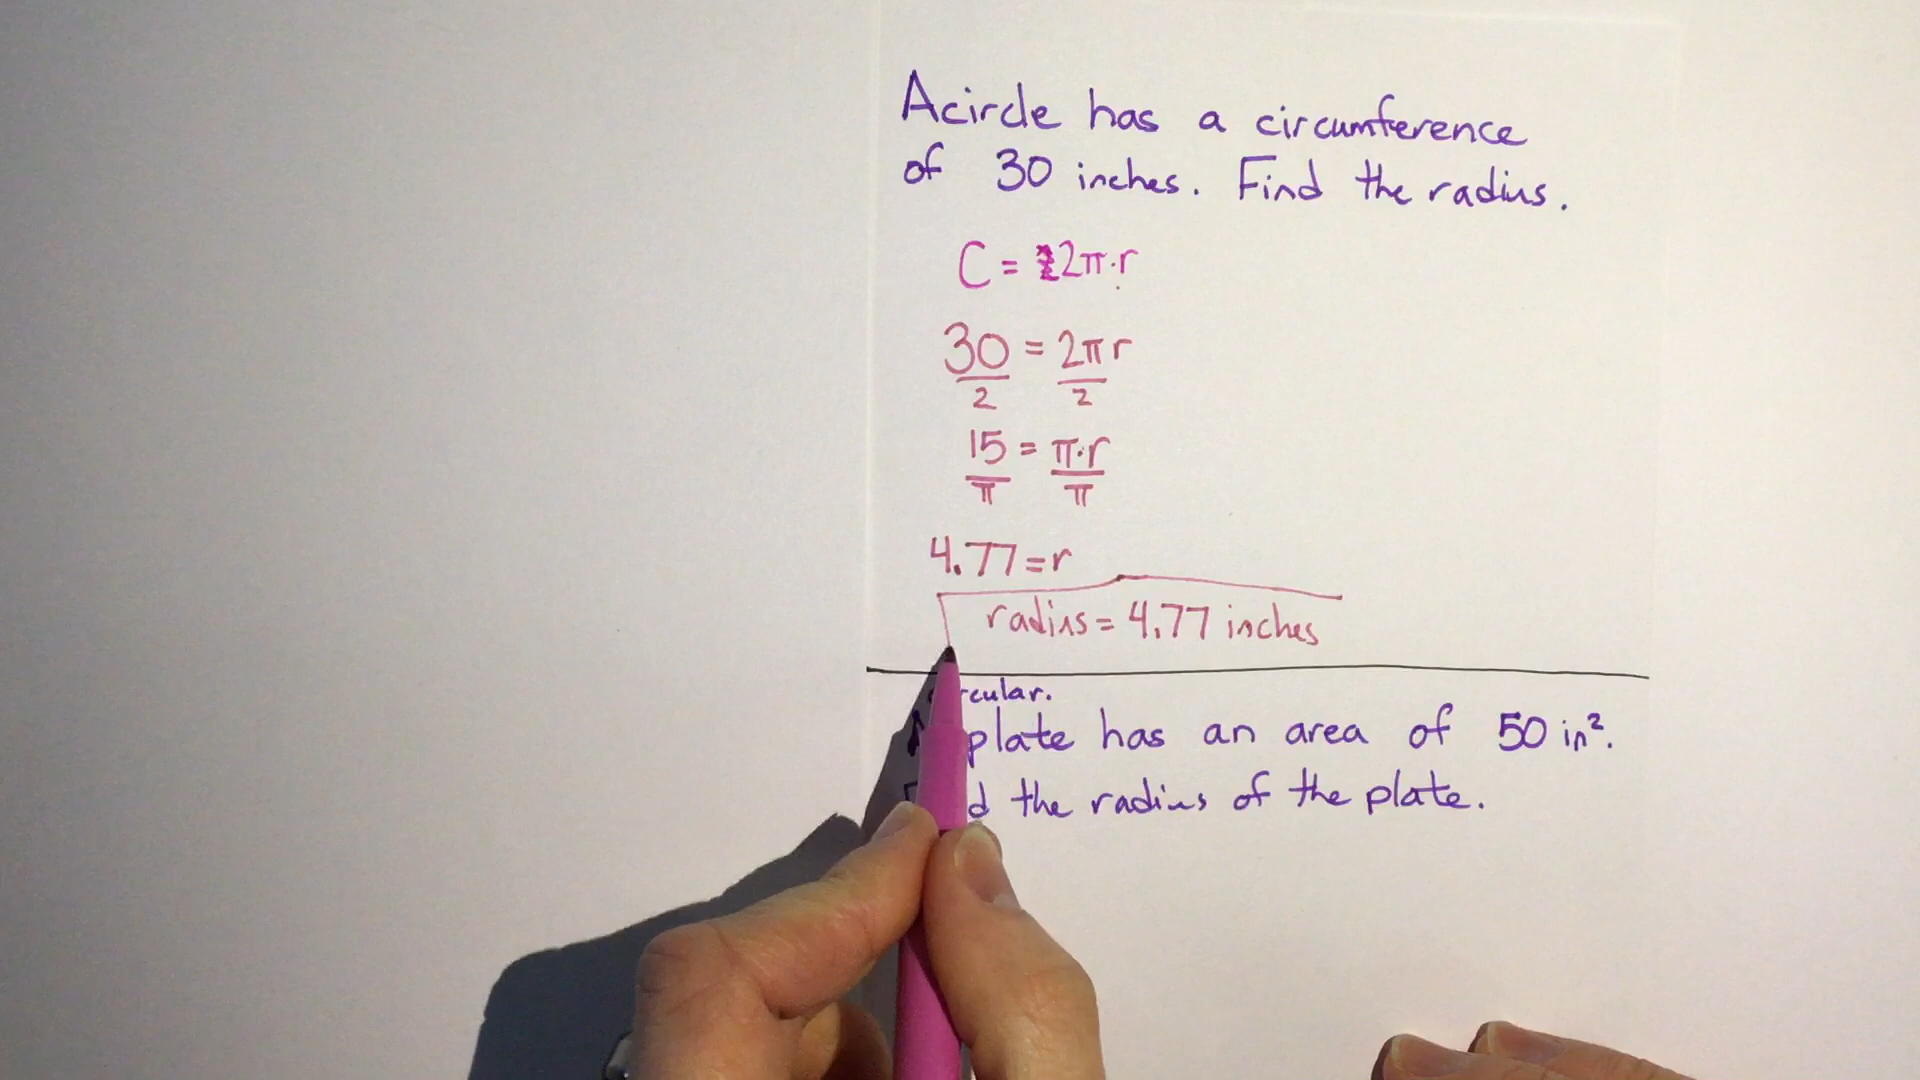 A circle has a circumference
of 30 inches. Find the radius.
C = 2π·r
30 = 2πr
2 2
15 = π·r
π π
4.77=r
radius = 4.77 inches
plate has an area of 50 in².
the radius of the plate.